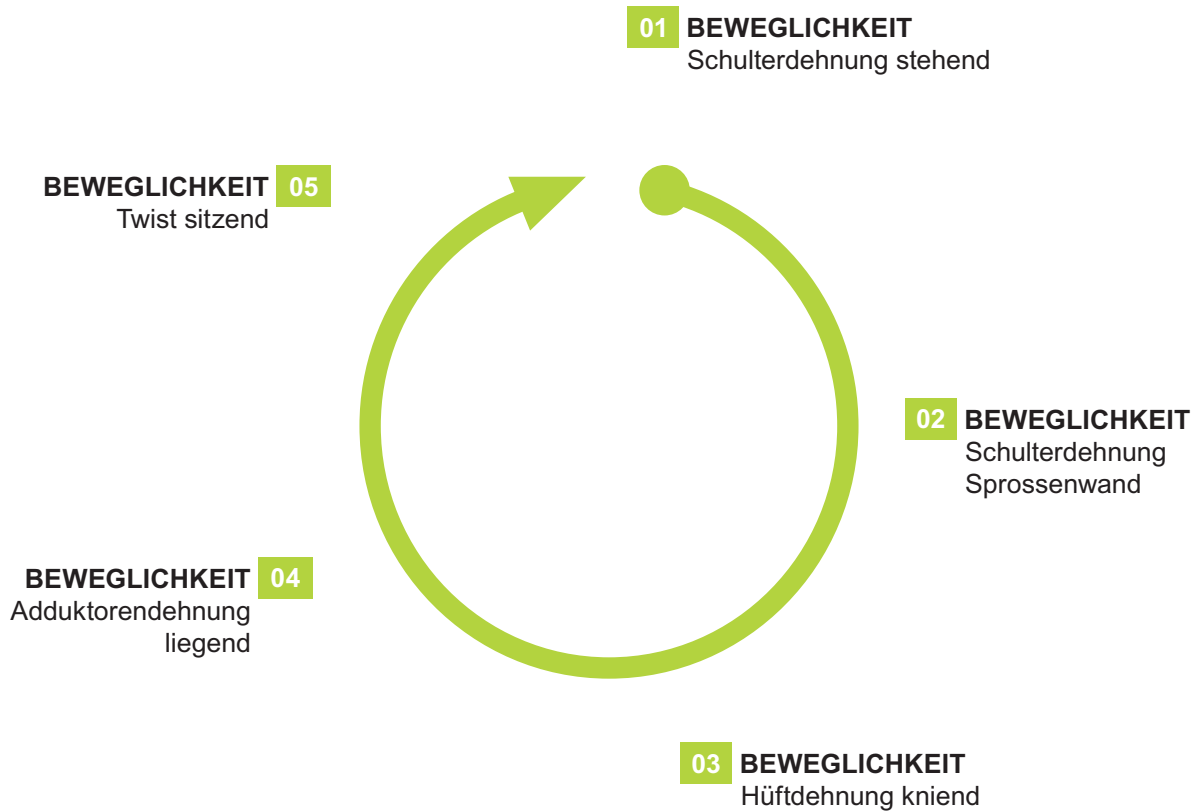 01 BEWEGLICHKEIT
Schulterdehnung stehend
02 BEWEGLICHKEIT
Schulterdehnung
Sprossenwand
03 BEWEGLICHKEIT
Hüftdehnung kniend
BEWEGLICHKEIT 04
Adduktorendehnung
liegend
BEWEGLICHKEIT 05
Twist sitzend